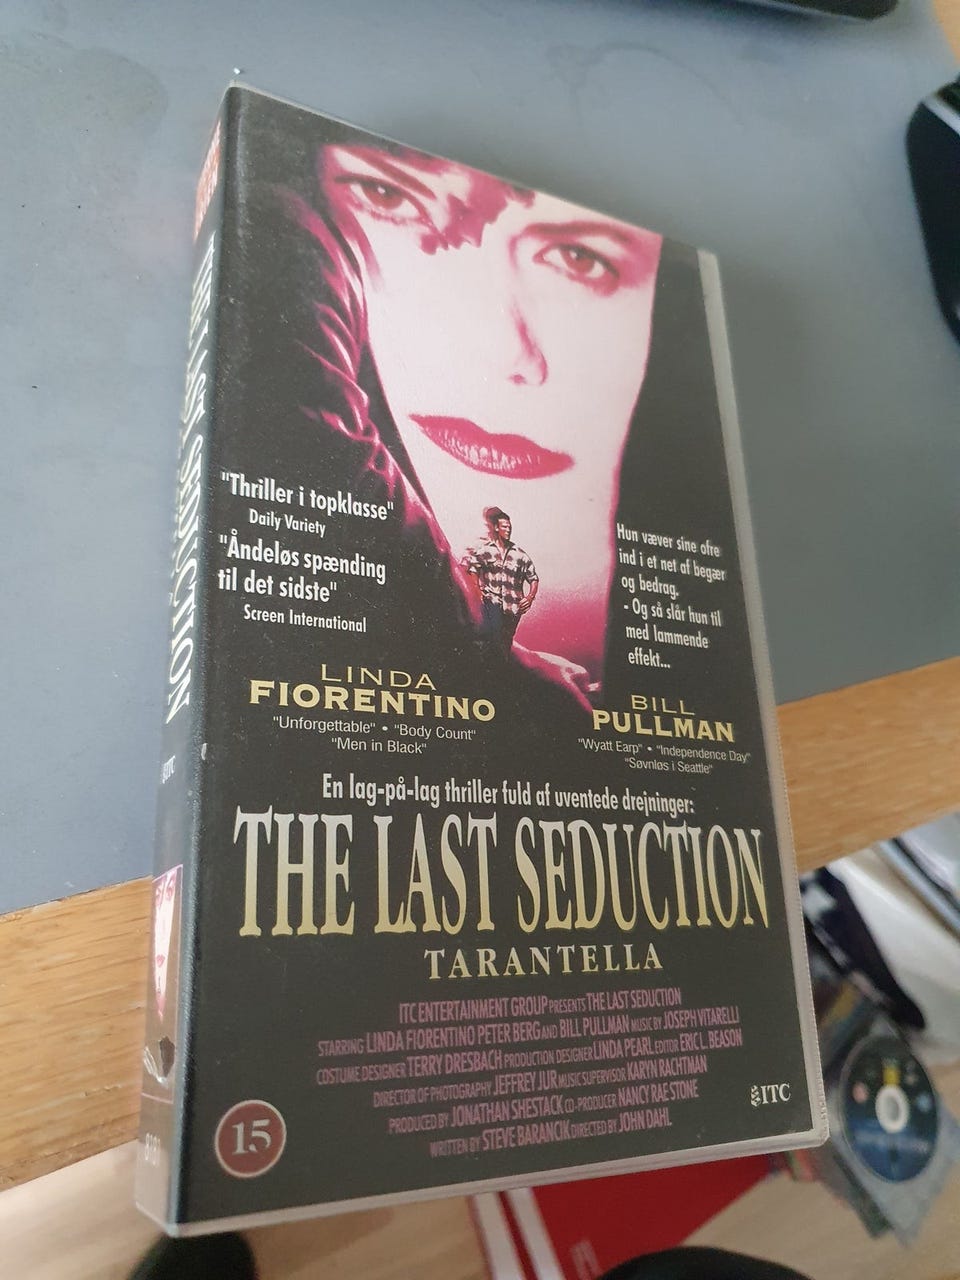 THE LAST SEDUCTION
ITC
8101
"Thriller i topklasse"
Daily Variety
"Åndeløs spænding
til det sidste"
Screen International
Hun væver sine ofre
ind i et net af begær
og bedrag.
- Og så slår hun til
med lammende
effekt...
LINDA
FIORENTINO
"Unforgettable" • "Body Count"
"Men in Black"
BILL
PULLMAN
"Wyatt Earp" • "Independence Day"
"Søvnløs i Seattle"
En lag-på-lag thriller fuld af uventede drejninger:
THE LAST SEDUCTION
TARANTELLA
ITC ENTERTAINMENT GROUP PRESENTS THE LAST SEDUCTION
STARRING LINDA FIORENTINO PETER BERG AND BILL PULLMAN MUSIC BY JOSEPH VITARELLI
COSTUME DESIGNER TERRY DRESBACH PRODUCTION DESIGNER LINDA PEARL EDITOR ERIC L. BEASON
DIRECTOR OF PHOTOGRAPHY JEFFREY JUR MUSIC SUPERVISOR KARYN RACHTMAN
PRODUCED BY JONATHAN SHESTACK CO-PRODUCER NANCY RAE STONE
WRITTEN BY STEVE BARANCIK DIRECTED BY JOHN DAHL
15
ITC